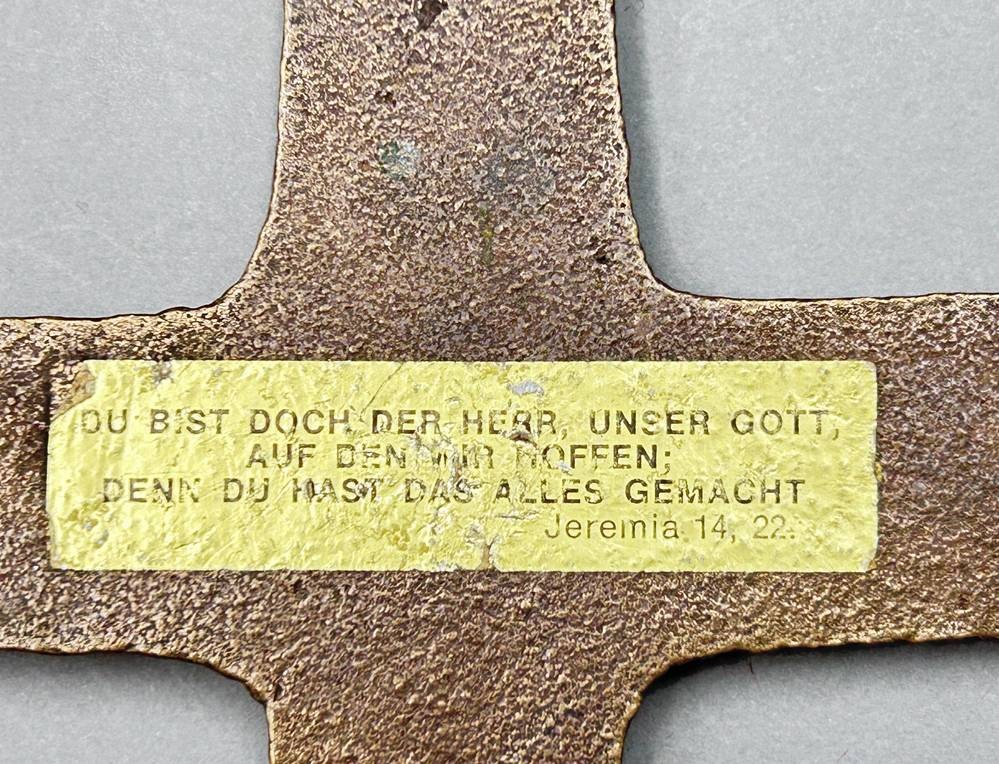 DU BIST DOCH DER HERR, UNSER GOTT,
AUF DEN WIR HOFFEN;
DENN DU HAST DAS ALLES GEMACHT
Jeremia 14, 22.